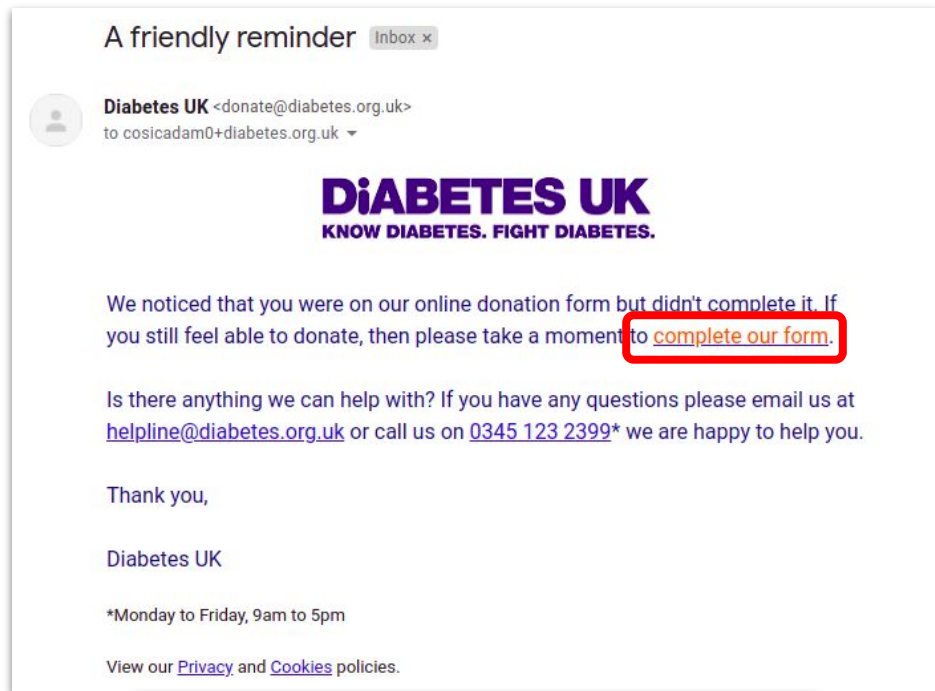 A friendly reminder Inbox ×
Diabetes UK <donate@diabetes.org.uk>
to cosicadam0+diabetes.org.uk
DiABETES UK
KNOW DIABETES. FIGHT DIABETES.
We noticed that you were on our online donation form but didn't complete it. If
you still feel able to donate, then please take a moment to complete our form.
Is there anything we can help with? If you have any questions please email us at
helpline@diabetes.org.uk or call us on 0345 123 2399* we are happy to help you.
Thank you,
Diabetes UK
*Monday to Friday, 9am to 5pm
View our Privacy and Cookies policies.